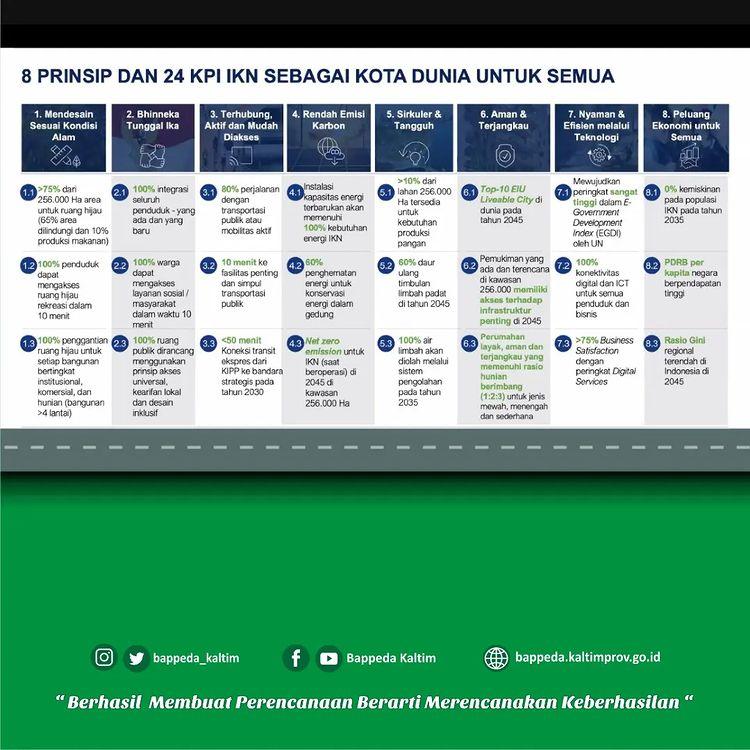 8 PRINSIP DAN 24 KPI IKN SEBAGAI KOTA DUNIA UNTUK SEMUA
1. Mendesain
Sesuai Kondisi
Alam
1.1 >75% dari
256.000 Ha area
untuk ruang hijau
(65% area
dilindungi dan 10%
produksi makanan)
1.2 100% penduduk
dapat
mengakses
ruang hijau
rekreasi dalam
10 menit
1.3 100% penggantian
ruang hijau untuk
setiap bangunan
bertingkat
institusional,
komersial, dan
hunian (bangunan
>4 lantai)
2. Bhinneka
Tunggal Ika
2.1 100% integrasi
seluruh
penduduk - yang
ada dan yang
baru
2.2 100% warga
dapat
mengakses
layanan sosial /
masyarakat
dalam waktu 10
menit
2.3 100% ruang
publik dirancang
menggunakan
prinsip akses
universal,
kearifan lokal
dan desain
inklusif
3. Terhubung,
Aktif dan Mudah
Diakses
3.1 80% perjalanan
dengan
transportasi
publik atau
mobilitas aktif
3.2 10 menit ke
fasilitas penting
dan simpul
transportasi
publik
3.3 <50 menit
Koneksi transit
ekspres dari
KIPP ke bandara
strategis pada
tahun 2030
4. Rendah Emisi
Karbon
4.1 Instalasi
kapasitas energi
terbarukan akan
memenuhi
100% kebutuhan
energi IKN
4.2 60%
penghematan
energi untuk
konservasi
energi dalam
gedung
4.3 Net zero
emission untuk
IKN (saat
beroperasi) di
2045 di
kawasan
256.000 Ha
5. Sirkuler &
Tangguh
5.1 >10% dari
lahan 256.000
Ha tersedia
untuk
kebutuhan
produksi
pangan
5.2 60% daur
ulang
timbulan
limbah padat
di tahun 2045
5.3 100% air
limbah akan
diolah melalui
sistem
pengolahan
pada tahun
2035
6. Aman &
Terjangkau
6.1 Top-10 EIU
Liveable City di
dunia pada
tahun 2045
6.2 Pemukiman yang
ada dan terencana
di kawasan
256.000 memiliki
akses terhadap
infrastruktur
penting di 2045
6.3 Perumahan
layak, aman dan
terjangkau yang
memenuhi rasio
hunian
berimbang
(1:2:3) untuk jenis
mewah, menengah
dan sederhana
7. Nyaman &
Efisien melalui
Teknologi
7.1 Mewujudkan
peringkat sangat
tinggi dalam E-
Government
Development
Index (EGDI)
oleh UN
7.2 100%
konektivitas
digital dan ICT
untuk semua
penduduk dan
bisnis
7.3 >75% Business
Satisfaction
dengan
peringkat Digital
Services
8. Peluang
Ekonomi untuk
Semua
8.1 0% kemiskinan
pada populasi
IKN pada tahun
2035
8.2 PDRB per
kapita negara
berpendapatan
tinggi
8.3 Rasio Gini
regional
terendah di
Indonesia di
2045
bappeda_kaltim
Bappeda Kaltim
bappeda.kaltimprov.go.id
“ Berhasil Membuat Perencanaan Berarti Merencanakan Keberhasilan “